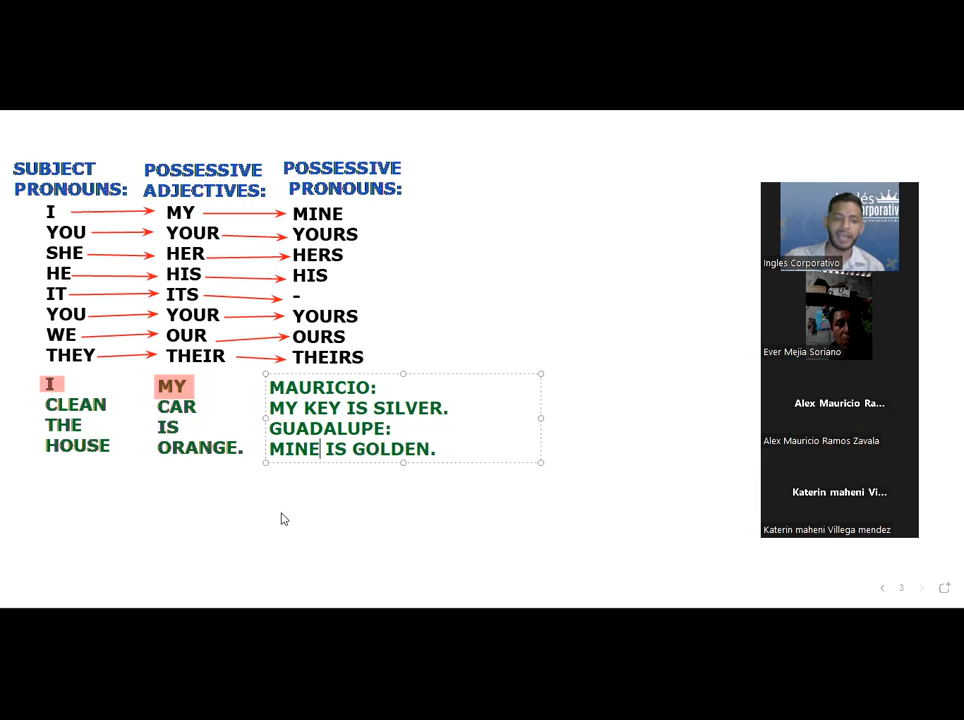 SUBJECT
PRONOUNS:
POSSESSIVE
ADJECTIVES:
POSSESSIVE
PRONOUNS:
I MY MINE
YOU YOUR YOURS
SHE HER HERS
HE HIS HIS
IT ITS -
YOU YOUR YOURS
WE OUR OURS
THEY THEIR THEIRS
I
CLEAN
THE
HOUSE
MY
CAR
IS
ORANGE.
MAURICIO:
MY KEY IS SILVER.
GUADALUPE:
MINE IS GOLDEN.
Ingles Corporativo
Ever Mejia Soriano
Alex Mauricio Ra...
Alex Mauricio Ramos Zavala
Katerin maheni Vi...
Katerin maheni Villega mendez
3